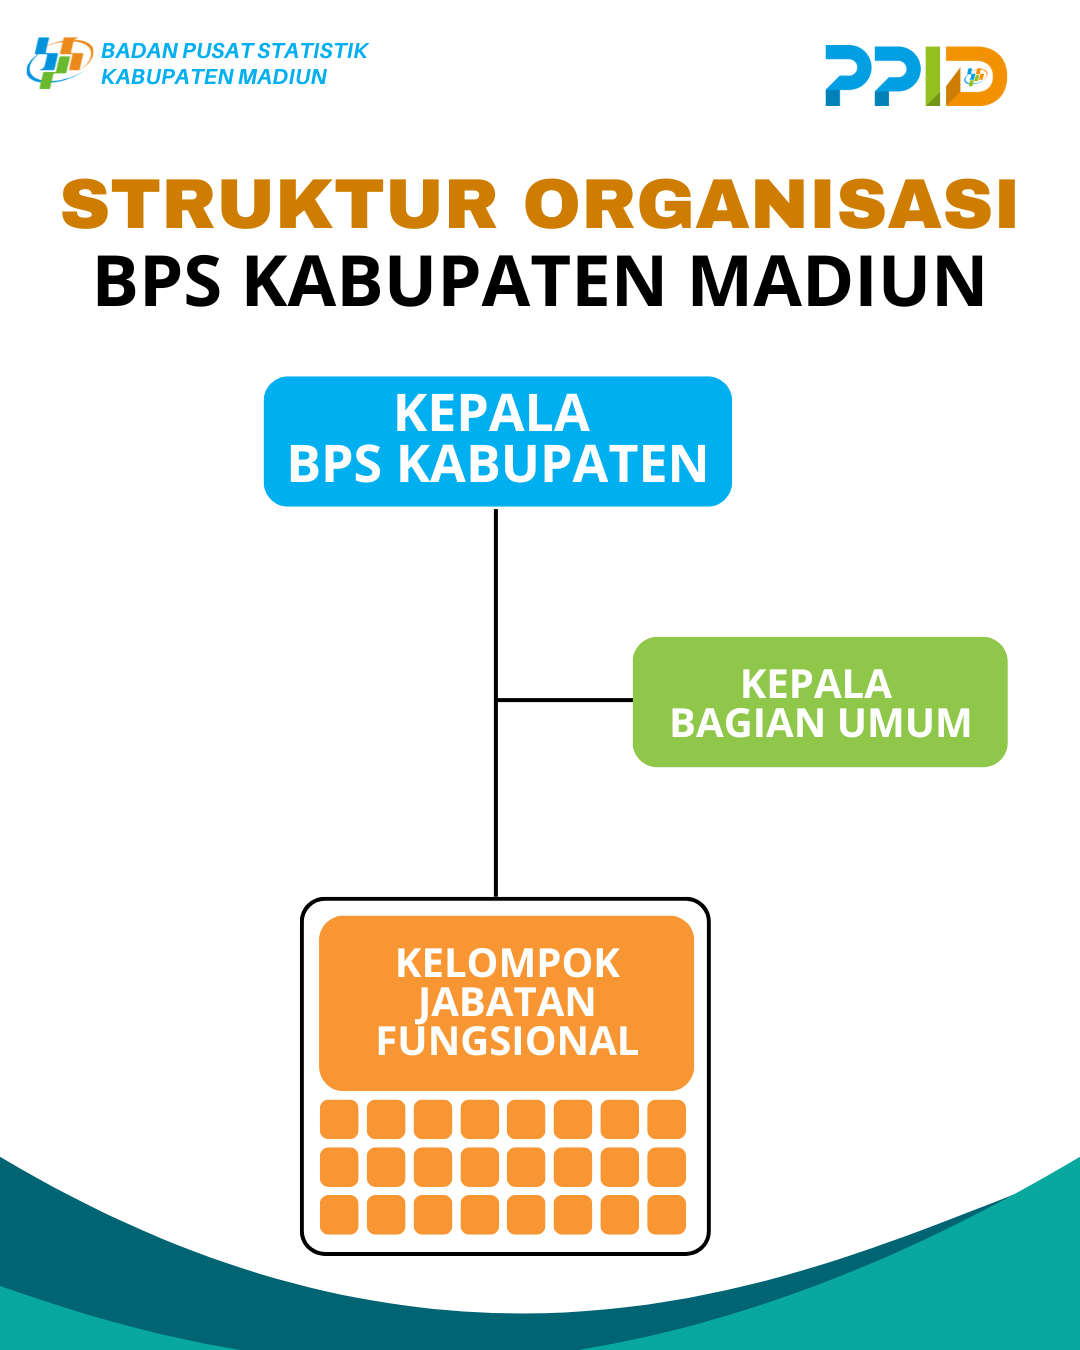 BADAN PUSAT STATISTIK
KABUPATEN MADIUN
PPID
STRUKTUR ORGANISASI
BPS KABUPATEN MADIUN
KEPALA
BPS KABUPATEN
KEPALA
BAGIAN UMUM
KELOMPOK
JABATAN
FUNGSIONAL